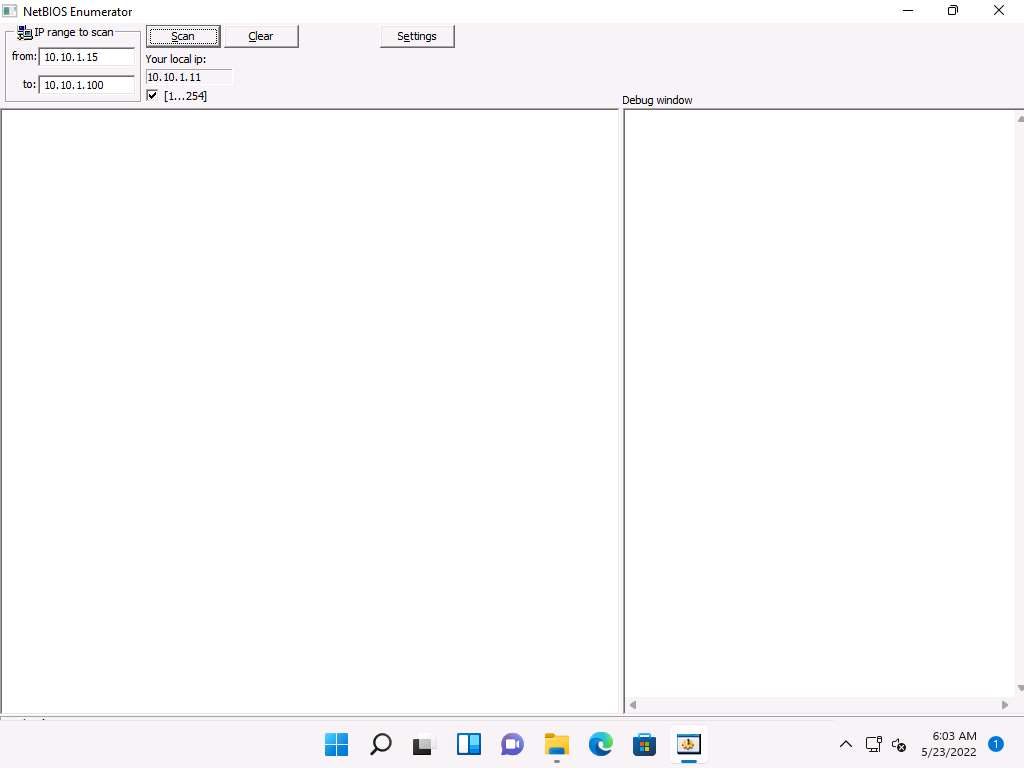 NetBIOS Enumerator
IP range to scan
Scan
Clear
Settings
from:
10.10.1.15
Your local ip:
10.10.1.11
to:
10.10.1.100
[1...254]
Debug window
6:03 AM
5/23/2022
1